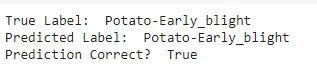 True Label:  Potato-Early_blight
Predicted Label:  Potato-Early_blight
Prediction Correct?  True